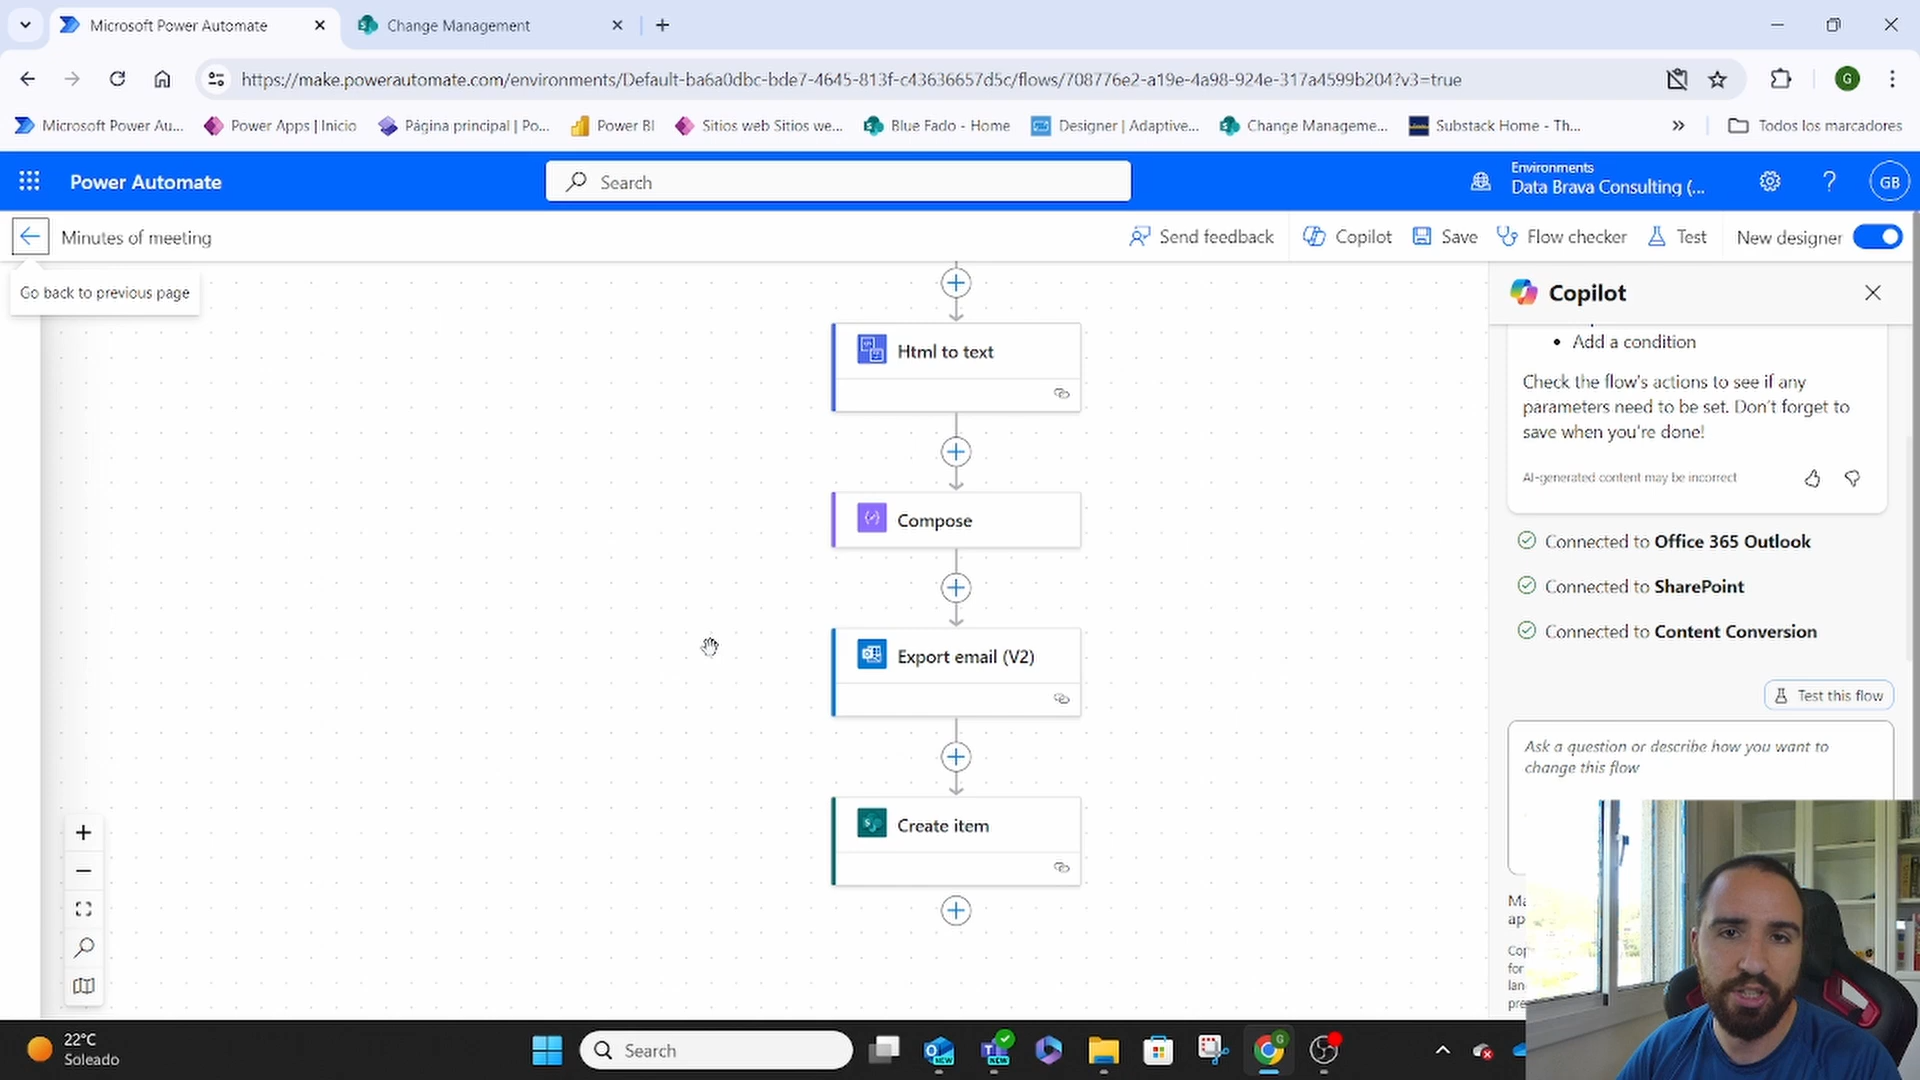 Microsoft Power Automate
Change Management
https://make.powerautomate.com/environments/Default-ba6a0dbc-bde7-4645-813f-c43636657d5c/flows/708776e2-a19e-4a98-924e-317a4599b204?v3=true
G
Microsoft Power Au...
Power Apps | Inicio
Página principal | Po...
Power BI
Sitios web Sitios we...
Blue Fado - Home
Designer | Adaptive...
Change Manageme...
Substack Home - Th...
Todos los marcadores
Power Automate
Search
Environments
Data Brava Consulting (...
GB
Minutes of meeting
Send feedback
Copilot
Save
Flow checker
Test
New designer
Go back to previous page
Html to text
Compose
Export email (V2)
Create item
Copilot
• Add a condition
Check the flow's actions to see if any
parameters need to be set. Don't forget to
save when you're done!
AI-generated content may be incorrect
Connected to Office 365 Outlook
Connected to SharePoint
Connected to Content Conversion
Test this flow
Ask a question or describe how you want to
change this flow
22°C
Soleado
Search
NEW
NEW
G